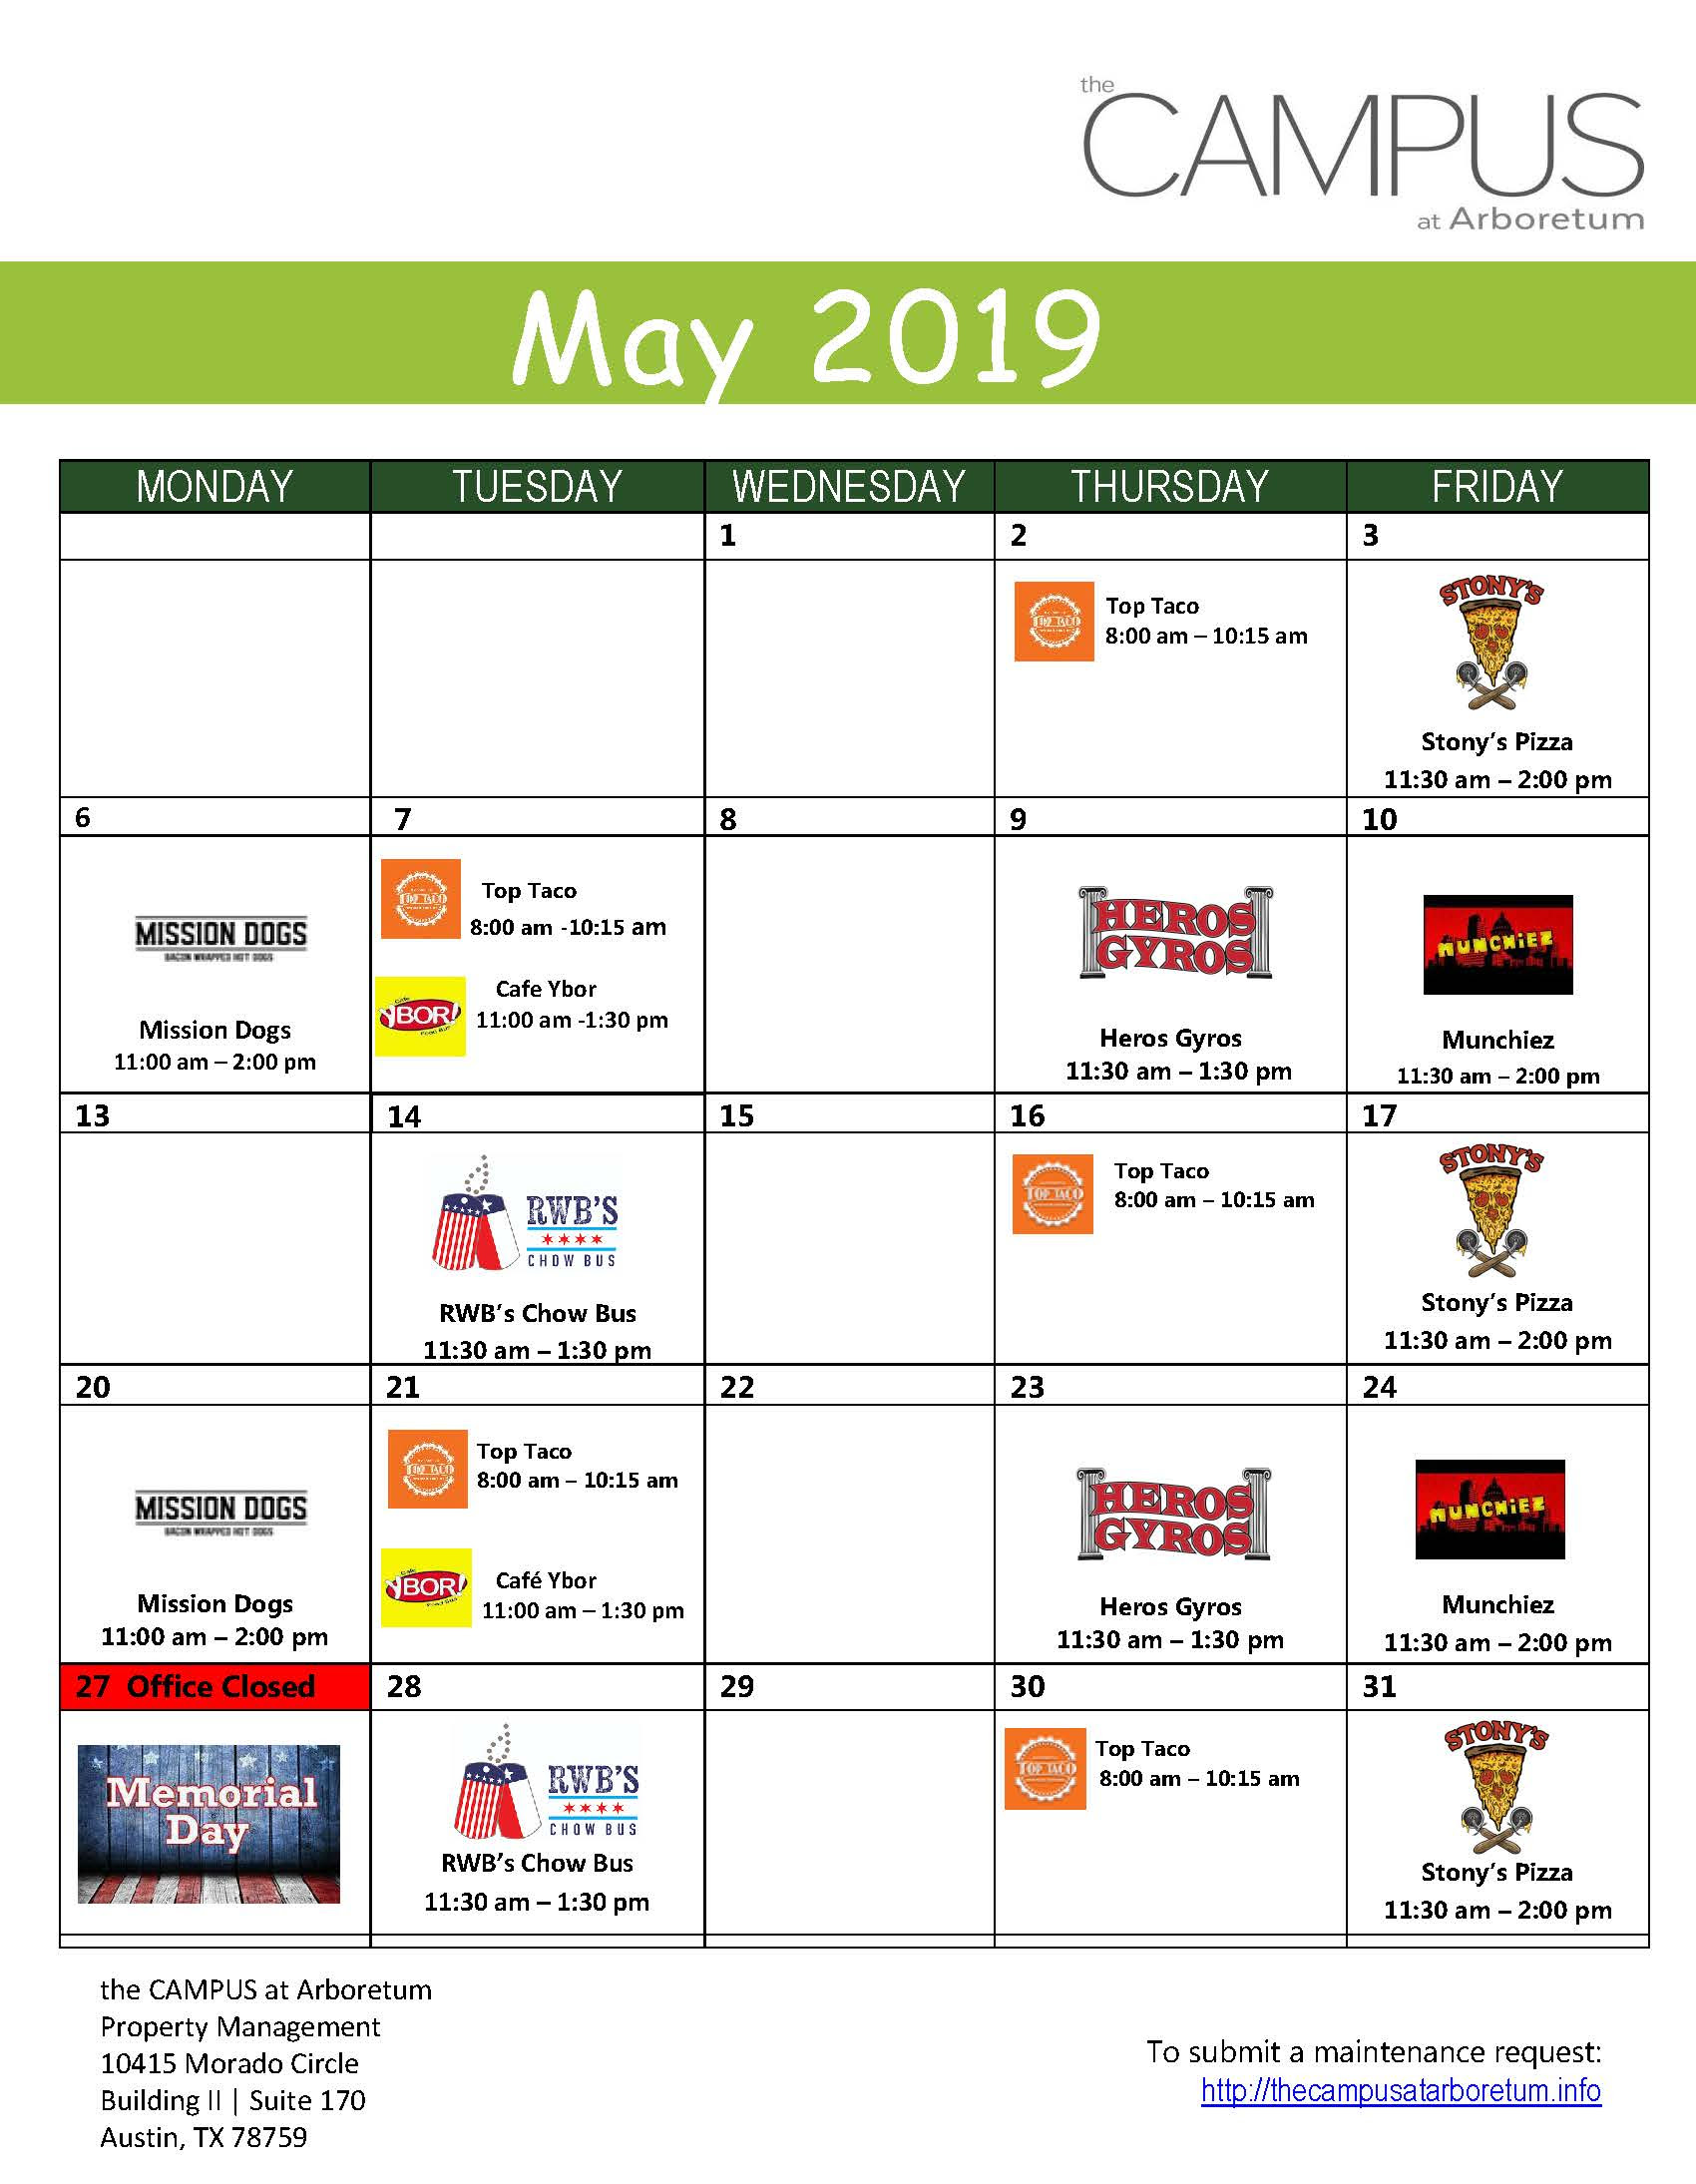 the
CAMPUS
at Arboretum
May 2019
MONDAY TUESDAY WEDNESDAY THURSDAY FRIDAY
1 2 3
TOP TACO
Top Taco
8:00 am – 10:15 am
STONY'S
Stony's Pizza
11:30 am – 2:00 pm
6 7 8 9 10
MISSION DOGS
BACON WRAPPED HOT DOGS
Mission Dogs
11:00 am – 2:00 pm
TOP TACO
Top Taco
8:00 am -10:15 am
Cafe
YBOR!
Food Bus
Cafe Ybor
11:00 am -1:30 pm
HEROS
GYROS
Heros Gyros
11:30 am – 1:30 pm
MUNCHiEZ
Munchiez
11:30 am – 2:00 pm
13 14 15 16 17
RWB'S
CHOW BUS
RWB's Chow Bus
11:30 am – 1:30 pm
TOP TACO
Top Taco
8:00 am – 10:15 am
STONY'S
Stony's Pizza
11:30 am – 2:00 pm
20 21 22 23 24
MISSION DOGS
BACON WRAPPED HOT DOGS
Mission Dogs
11:00 am – 2:00 pm
TOP TACO
Top Taco
8:00 am – 10:15 am
Cafe
YBOR!
Food Bus
Café Ybor
11:00 am – 1:30 pm
HEROS
GYROS
Heros Gyros
11:30 am – 1:30 pm
MUNCHiEZ
Munchiez
11:30 am – 2:00 pm
27 Office Closed 28 29 30 31
Memorial
Day
RWB'S
CHOW BUS
RWB's Chow Bus
11:30 am – 1:30 pm
TOP TACO
Top Taco
8:00 am – 10:15 am
STONY'S
Stony's Pizza
11:30 am – 2:00 pm
the CAMPUS at Arboretum
Property Management
10415 Morado Circle
Building II | Suite 170
Austin, TX 78759
To submit a maintenance request:
http://thecampusatarboretum.info